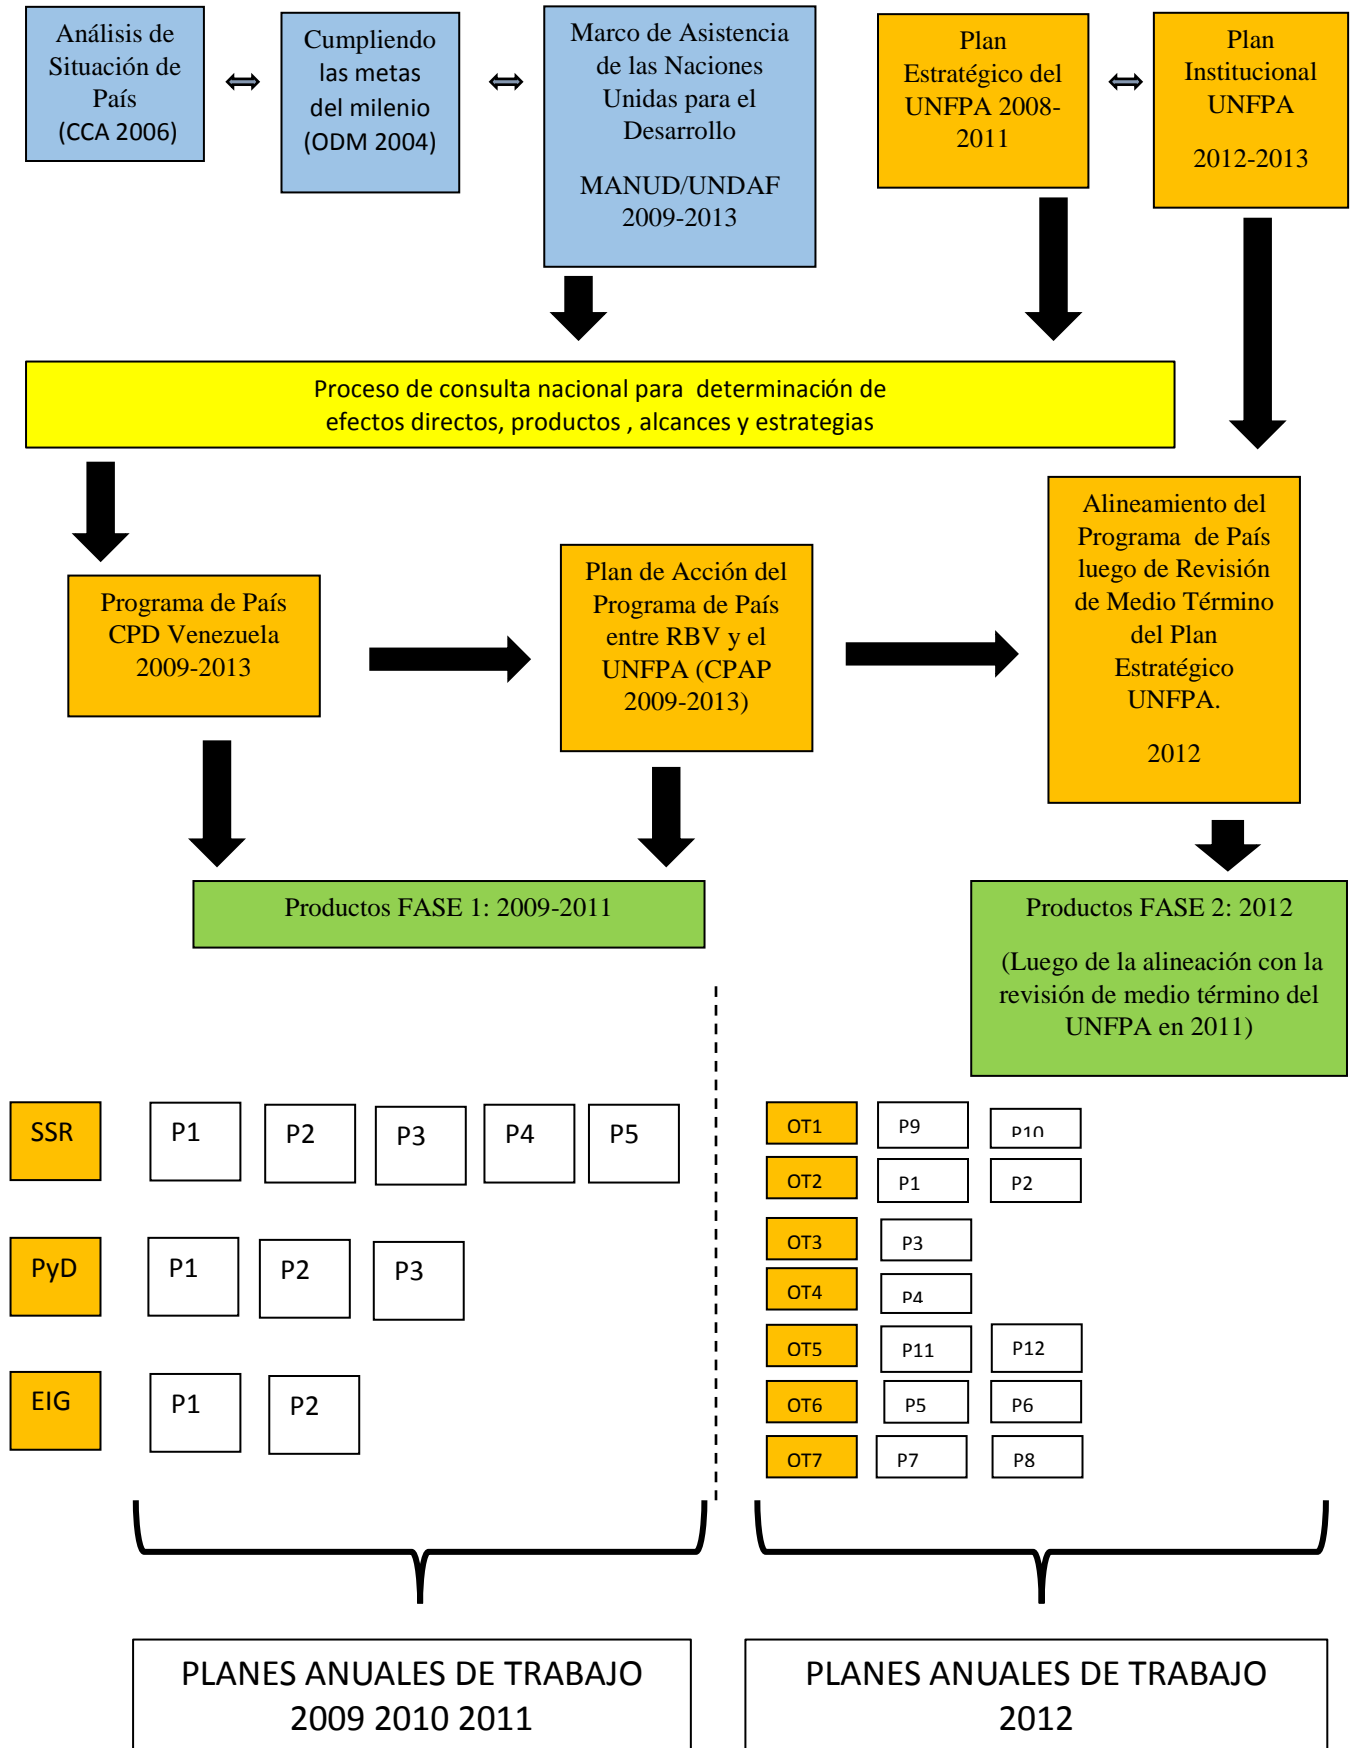 Análisis de
Situación de
País
(CCA 2006)
Cumpliendo
las metas
del milenio
(ODM 2004)
Marco de Asistencia
de las Naciones
Unidas para el
Desarrollo
MANUD/UNDAF
2009-2013
Plan
Estratégico del
UNFPA 2008-
2011
Plan
Institucional
UNFPA
2012-2013
Proceso de consulta nacional para determinación de
efectos directos, productos , alcances y estrategias
Programa de País
CPD Venezuela
2009-2013
Plan de Acción del
Programa de País
entre RBV y el
UNFPA (CPAP
2009-2013)
Alineamiento del
Programa de País
luego de Revisión
de Medio Término
del Plan
Estratégico
UNFPA.
2012
Productos FASE 1: 2009-2011
Productos FASE 2: 2012
(Luego de la alineación con la
revisión de medio término del
UNFPA en 2011)
SSR P1 P2 P3 P4 P5
PyD P1 P2 P3
EIG P1 P2
OT1 P9 P10
OT2 P1 P2
OT3 P3
OT4 P4
OT5 P11 P12
OT6 P5 P6
OT7 P7 P8
PLANES ANUALES DE TRABAJO
2009 2010 2011
PLANES ANUALES DE TRABAJO
2012